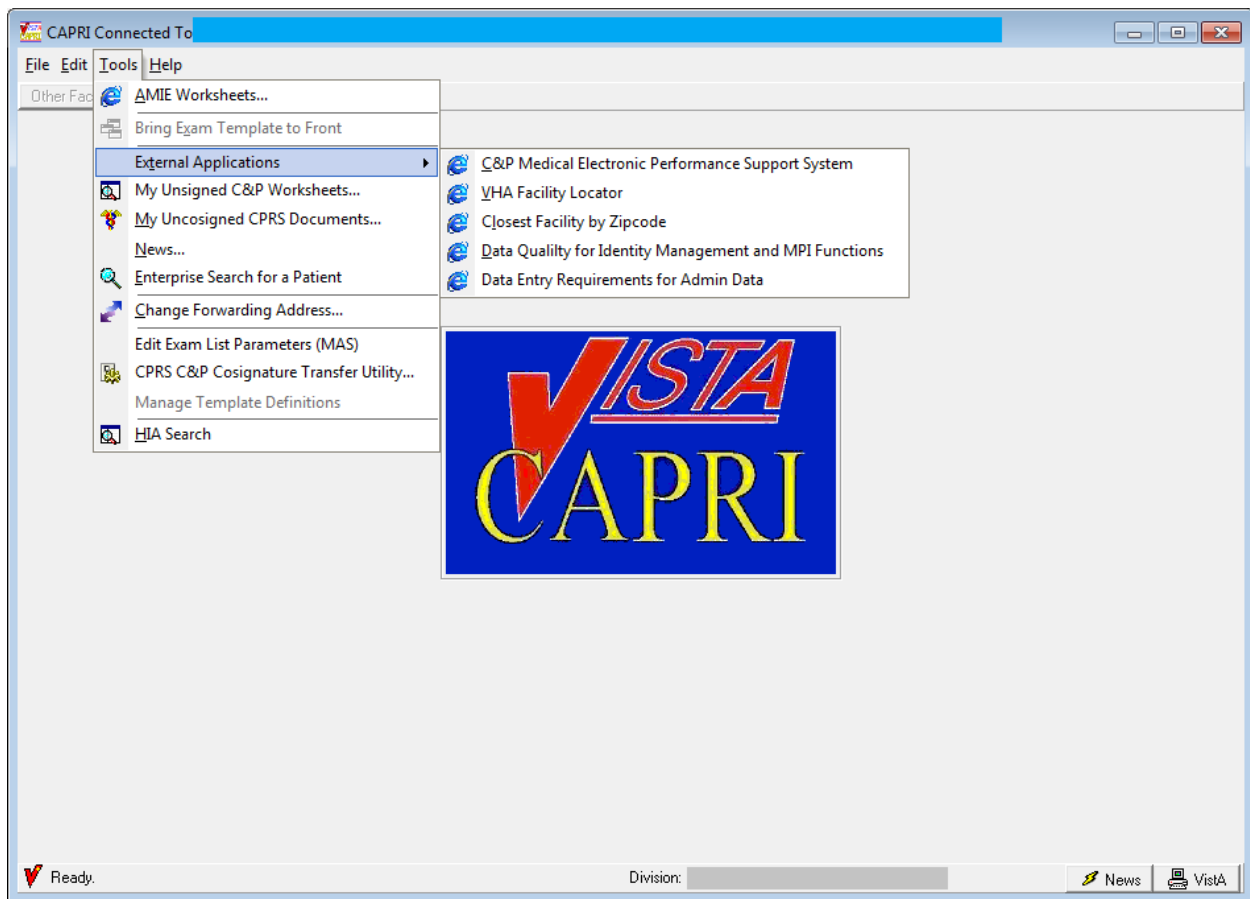 CAPRI Connected To
File Edit Tools Help
Other Fac
AMIE Worksheets...
Bring Exam Template to Front
External Applications
My Unsigned C&P Worksheets...
My Uncosigned CPRS Documents...
News...
Enterprise Search for a Patient
Change Forwarding Address...
Edit Exam List Parameters (MAS)
CPRS C&P Cosignature Transfer Utility...
Manage Template Definitions
HIA Search
C&P Medical Electronic Performance Support System
VHA Facility Locator
Closest Facility by Zipcode
Data Qualilty for Identity Management and MPI Functions
Data Entry Requirements for Admin Data
VISTA
CAPRI
Ready.
Division:
News
VistA